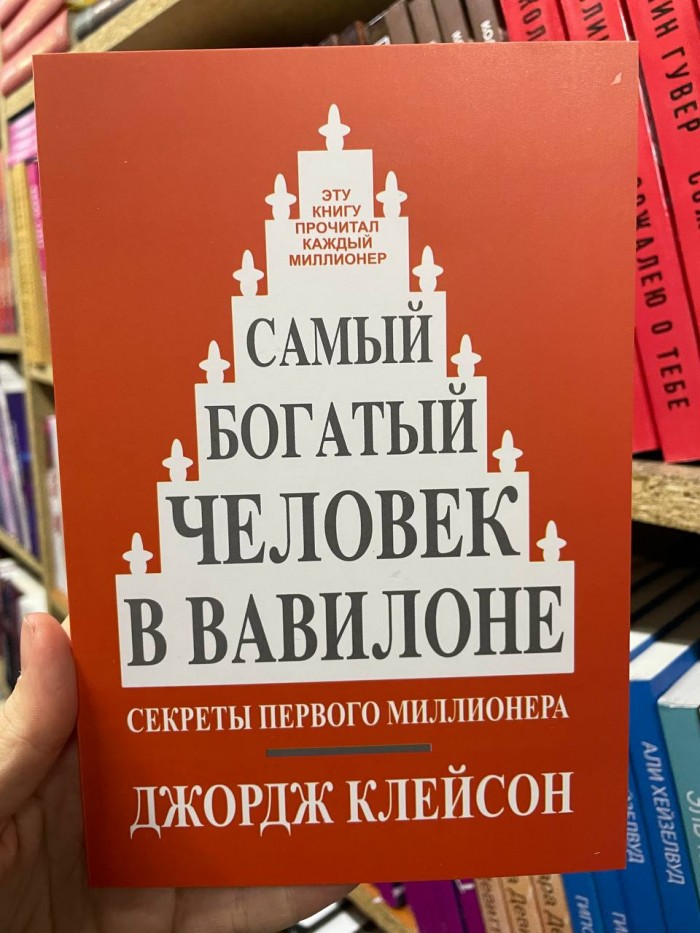 ЭТУ
КНИГУ
ПРОЧИТАЛ
КАЖДЫЙ
МИЛЛИОНЕР
САМЫЙ
БОГАТЫЙ
ЧЕЛОВЕК
В ВАВИЛОНЕ
СЕКРЕТЫ ПЕРВОГО МИЛЛИОНЕРА
ДЖОРДЖ КЛЕЙСОН
ИН ГУВЕР
СОЖАЛЕЮ О ТЕБЕ
АЛИ ХЕЙЗЕЛВУД